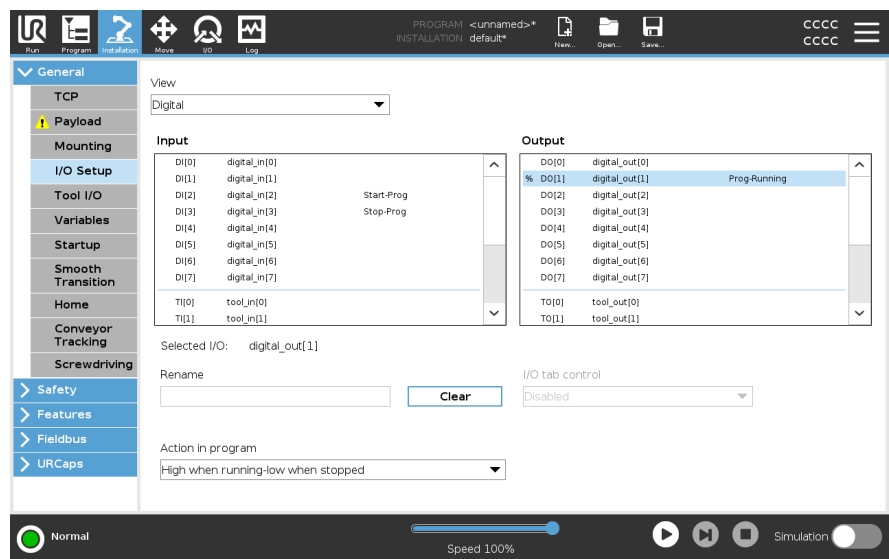 PROGRAM <unnamed>*
INSTALLATION default*
CCCC
CCCC
Run Program Installation Move I/O Log New... Open... Save...
General
TCP
Payload
Mounting
I/O Setup
Tool I/O
Variables
Startup
Smooth
Transition
Home
Conveyor
Tracking
Screwdriving
Safety
Features
Fieldbus
URCaps
View
Digital
Input
DI[0] digital_in[0]
DI[1] digital_in[1]
DI[2] digital_in[2] Start-Prog
DI[3] digital_in[3] Stop-Prog
DI[4] digital_in[4]
DI[5] digital_in[5]
DI[6] digital_in[6]
DI[7] digital_in[7]
TI[0] tool_in[0]
TI[1] tool_in[1]
Output
DO[0] digital_out[0]
% DO[1] digital_out[1] Prog-Running
DO[2] digital_out[2]
DO[3] digital_out[3]
DO[4] digital_out[4]
DO[5] digital_out[5]
DO[6] digital_out[6]
DO[7] digital_out[7]
TO[0] tool_out[0]
TO[1] tool_out[1]
Selected I/O: digital_out[1]
Rename
Clear
I/O tab control
Disabled
Action in program
High when running-low when stopped
Normal
Speed 100%
Simulation